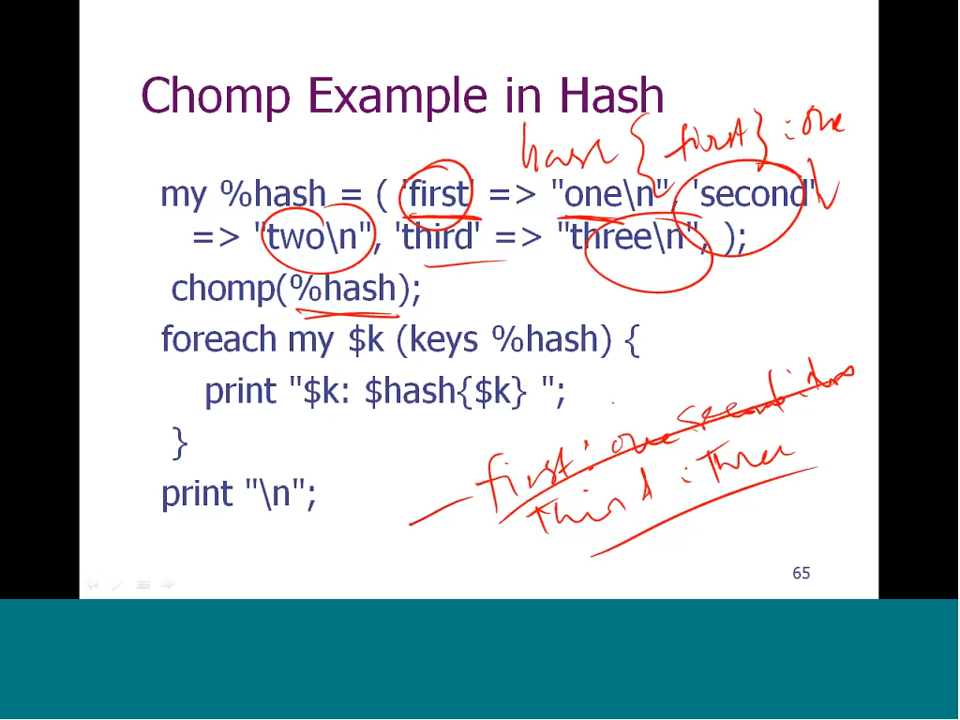 Chomp Example in Hash
hash { first } : one
my %hash = ( 'first' => "one\n", 'second'
=> "two\n", 'third' => "three\n", );
chomp(%hash);
foreach my $k (keys %hash) {
print "$k: $hash{$k} ";
}
first : one second :
third : three
print "\n";
65